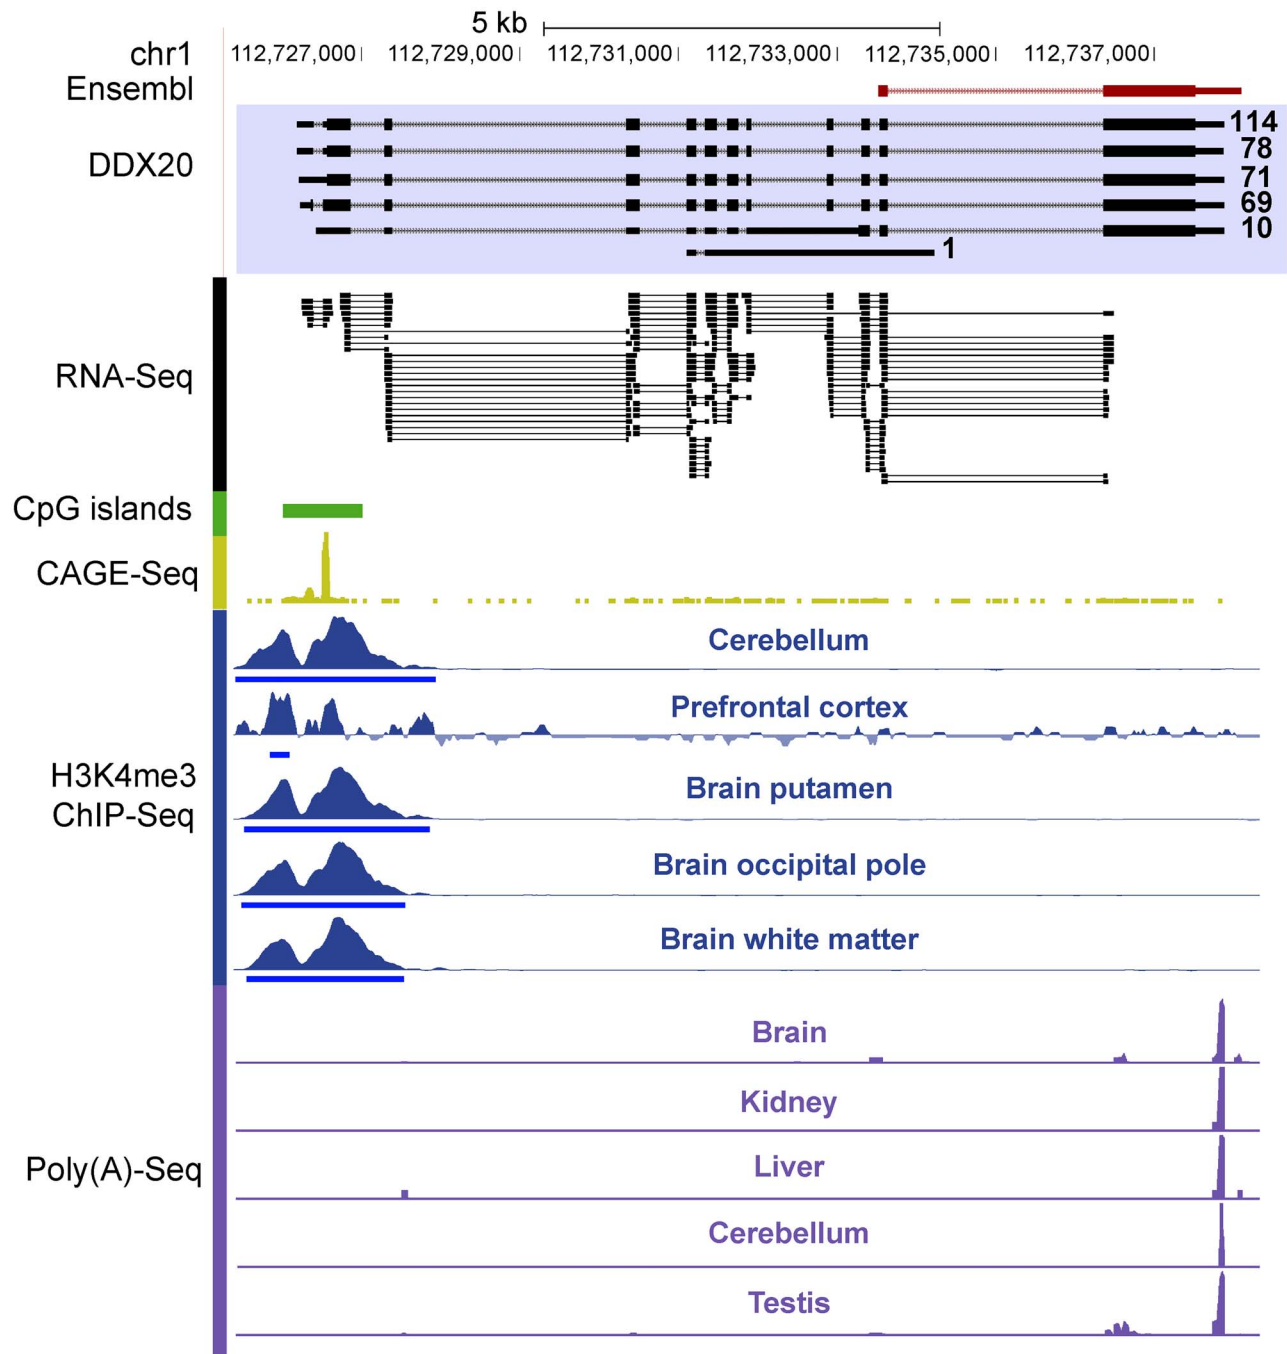 5 kb
chr1 112,727,000 112,729,000 112,731,000 112,733,000 112,735,000 112,737,000
Ensembl
DDX20
114
78
71
69
10
1
RNA-Seq
CpG islands
CAGE-Seq
H3K4me3
ChIP-Seq
Cerebellum
Prefrontal cortex
Brain putamen
Brain occipital pole
Brain white matter
Poly(A)-Seq
Brain
Kidney
Liver
Cerebellum
Testis